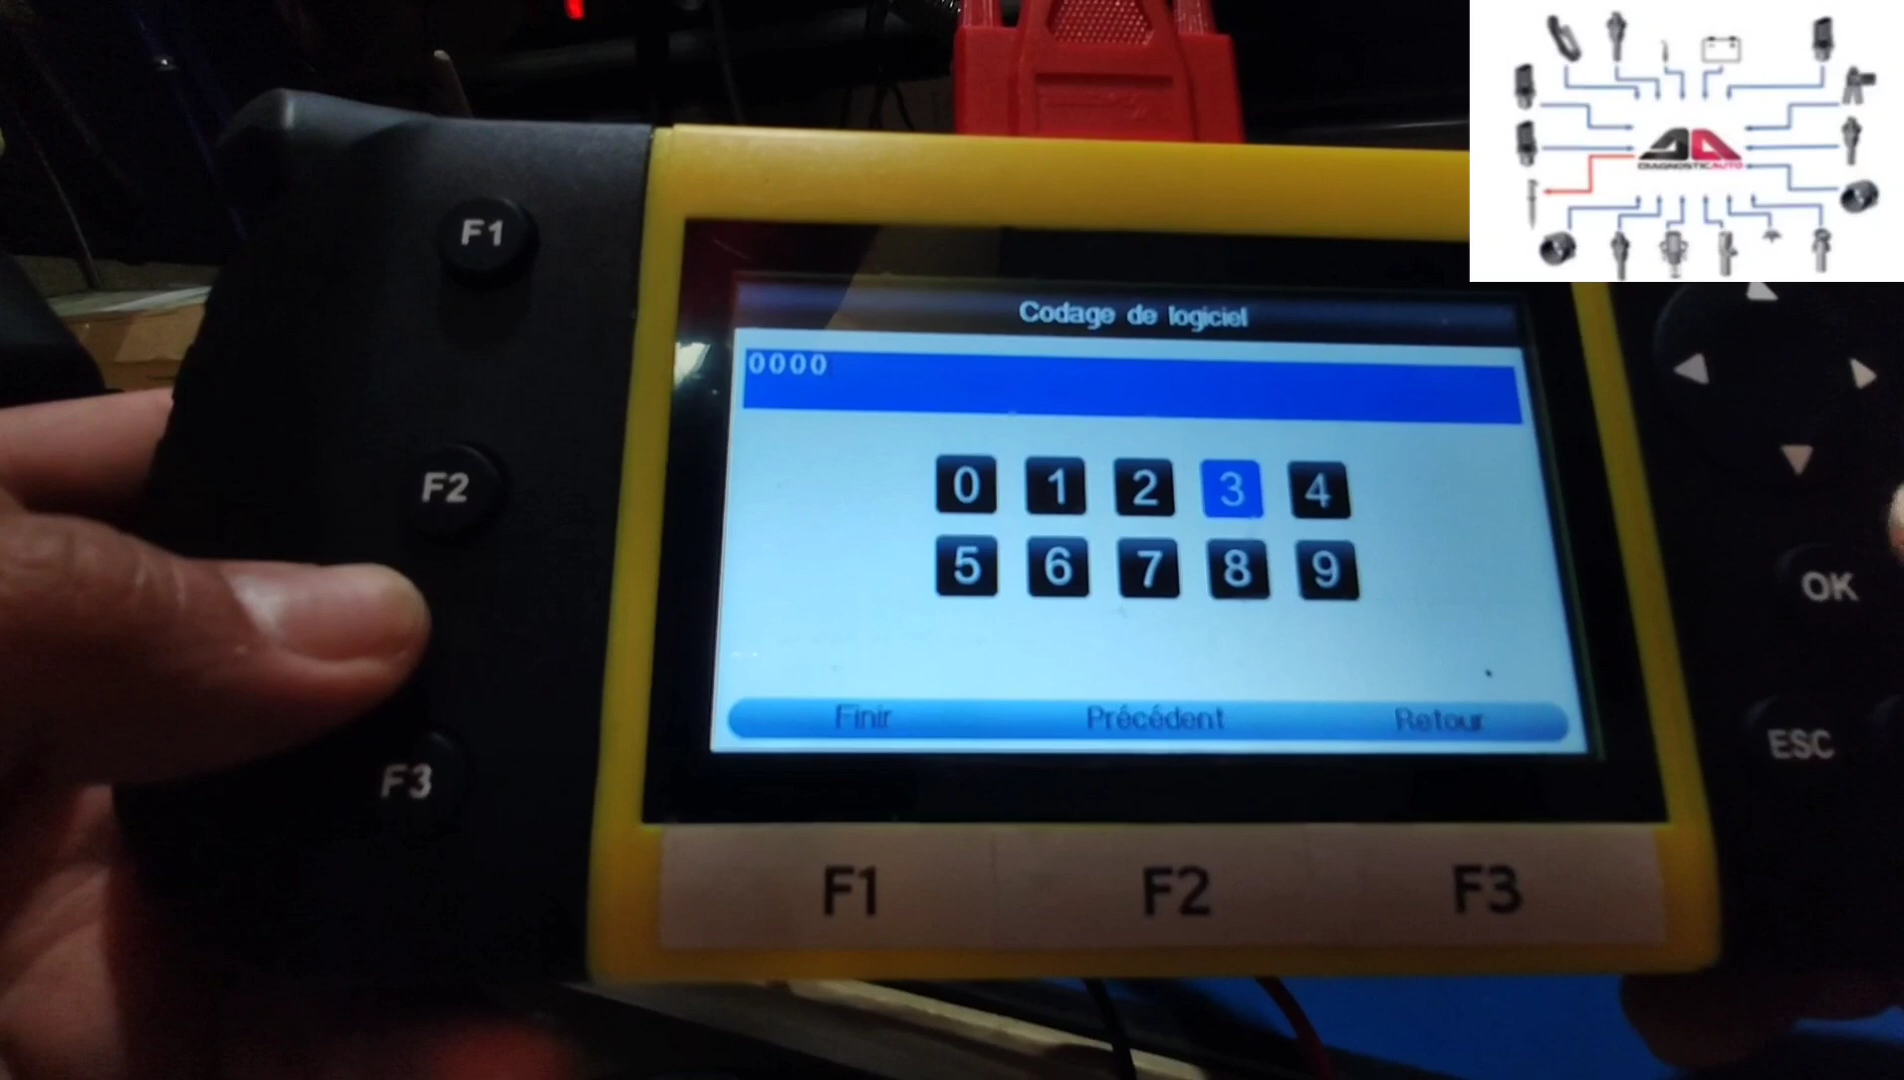 DIAGNOSTICAUTO
F1
Codage de logiciel
0000
0 1 2 3 4
F2
5 6 7 8 9
OK
Finir Précédent Retour
ESC
F3
F1 F2 F3